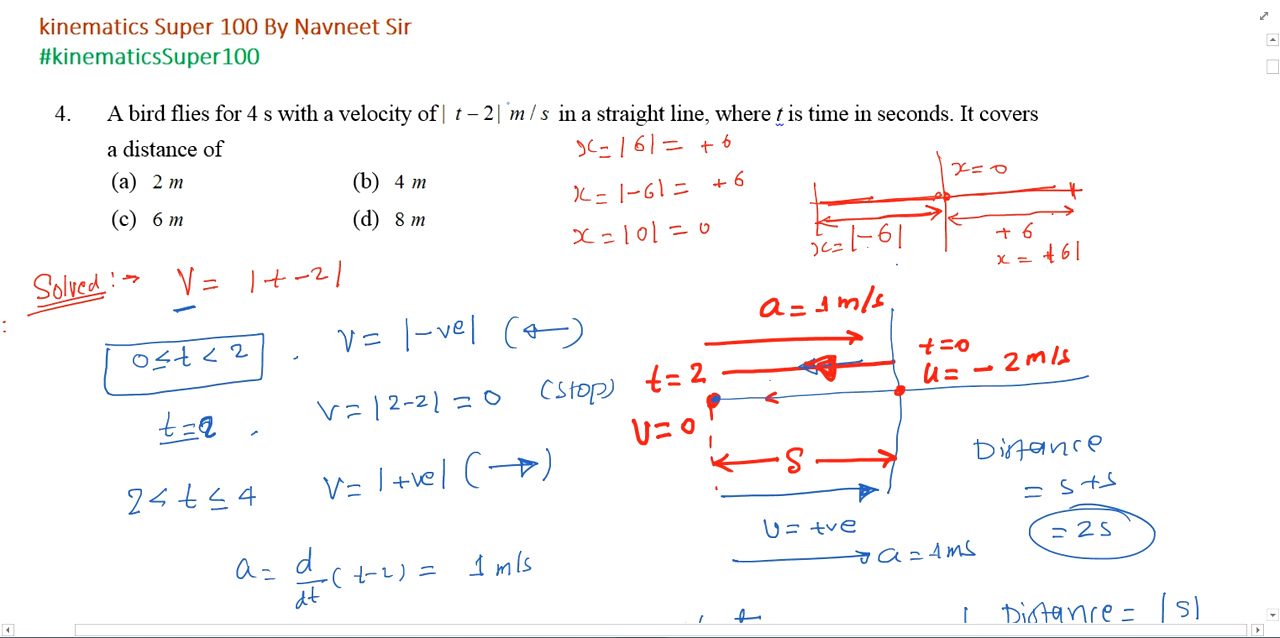 kinematics Super 100 By Navneet Sir
#kinematicsSuper100
4. A bird flies for 4 s with a velocity of | t – 2| m / s in a straight line, where t is time in seconds. It covers
a distance of
(a) 2 m (b) 4 m
(c) 6 m (d) 8 m
x = |6| = + 6
x = |-6| = + 6
x = |0| = 0
x = 0
x = |-6|
+ 6
x = +6|
Solved :→ V = |t-2|
0 ≤ t < 2 . V = |-ve| (←)
t = 2 . V = |2-2| = 0 (stop)
2 < t ≤ 4 V = |+ve| (→)
a = d/dt (t-2) = 1 m/s
a = 1 m/s
t = 0
u = - 2 m/s
t = 2
V = 0
S
U = +ve
a = 1 ms
Distance
= s + s
= 2s
Distance = |s|